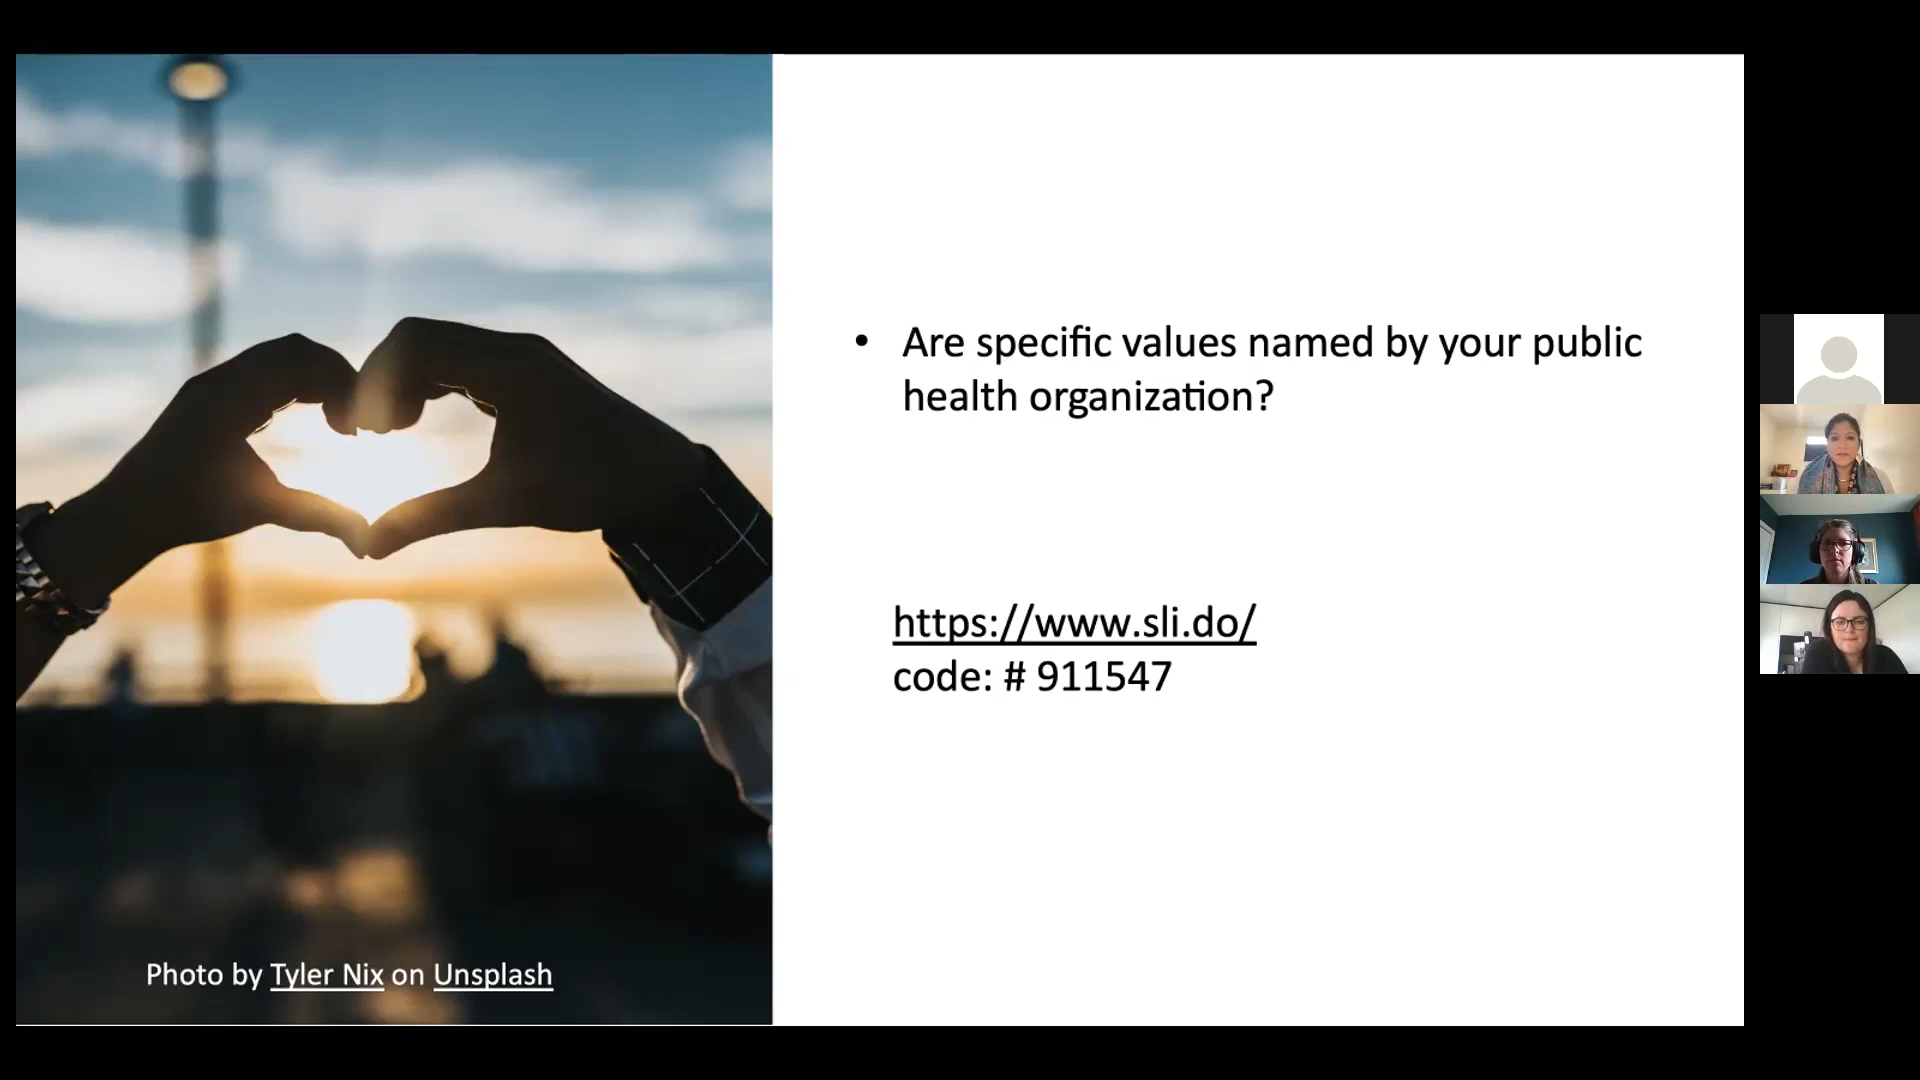 • Are specific values named by your public
health organization?
https://www.sli.do/
code: # 911547
Photo by Tyler Nix on Unsplash